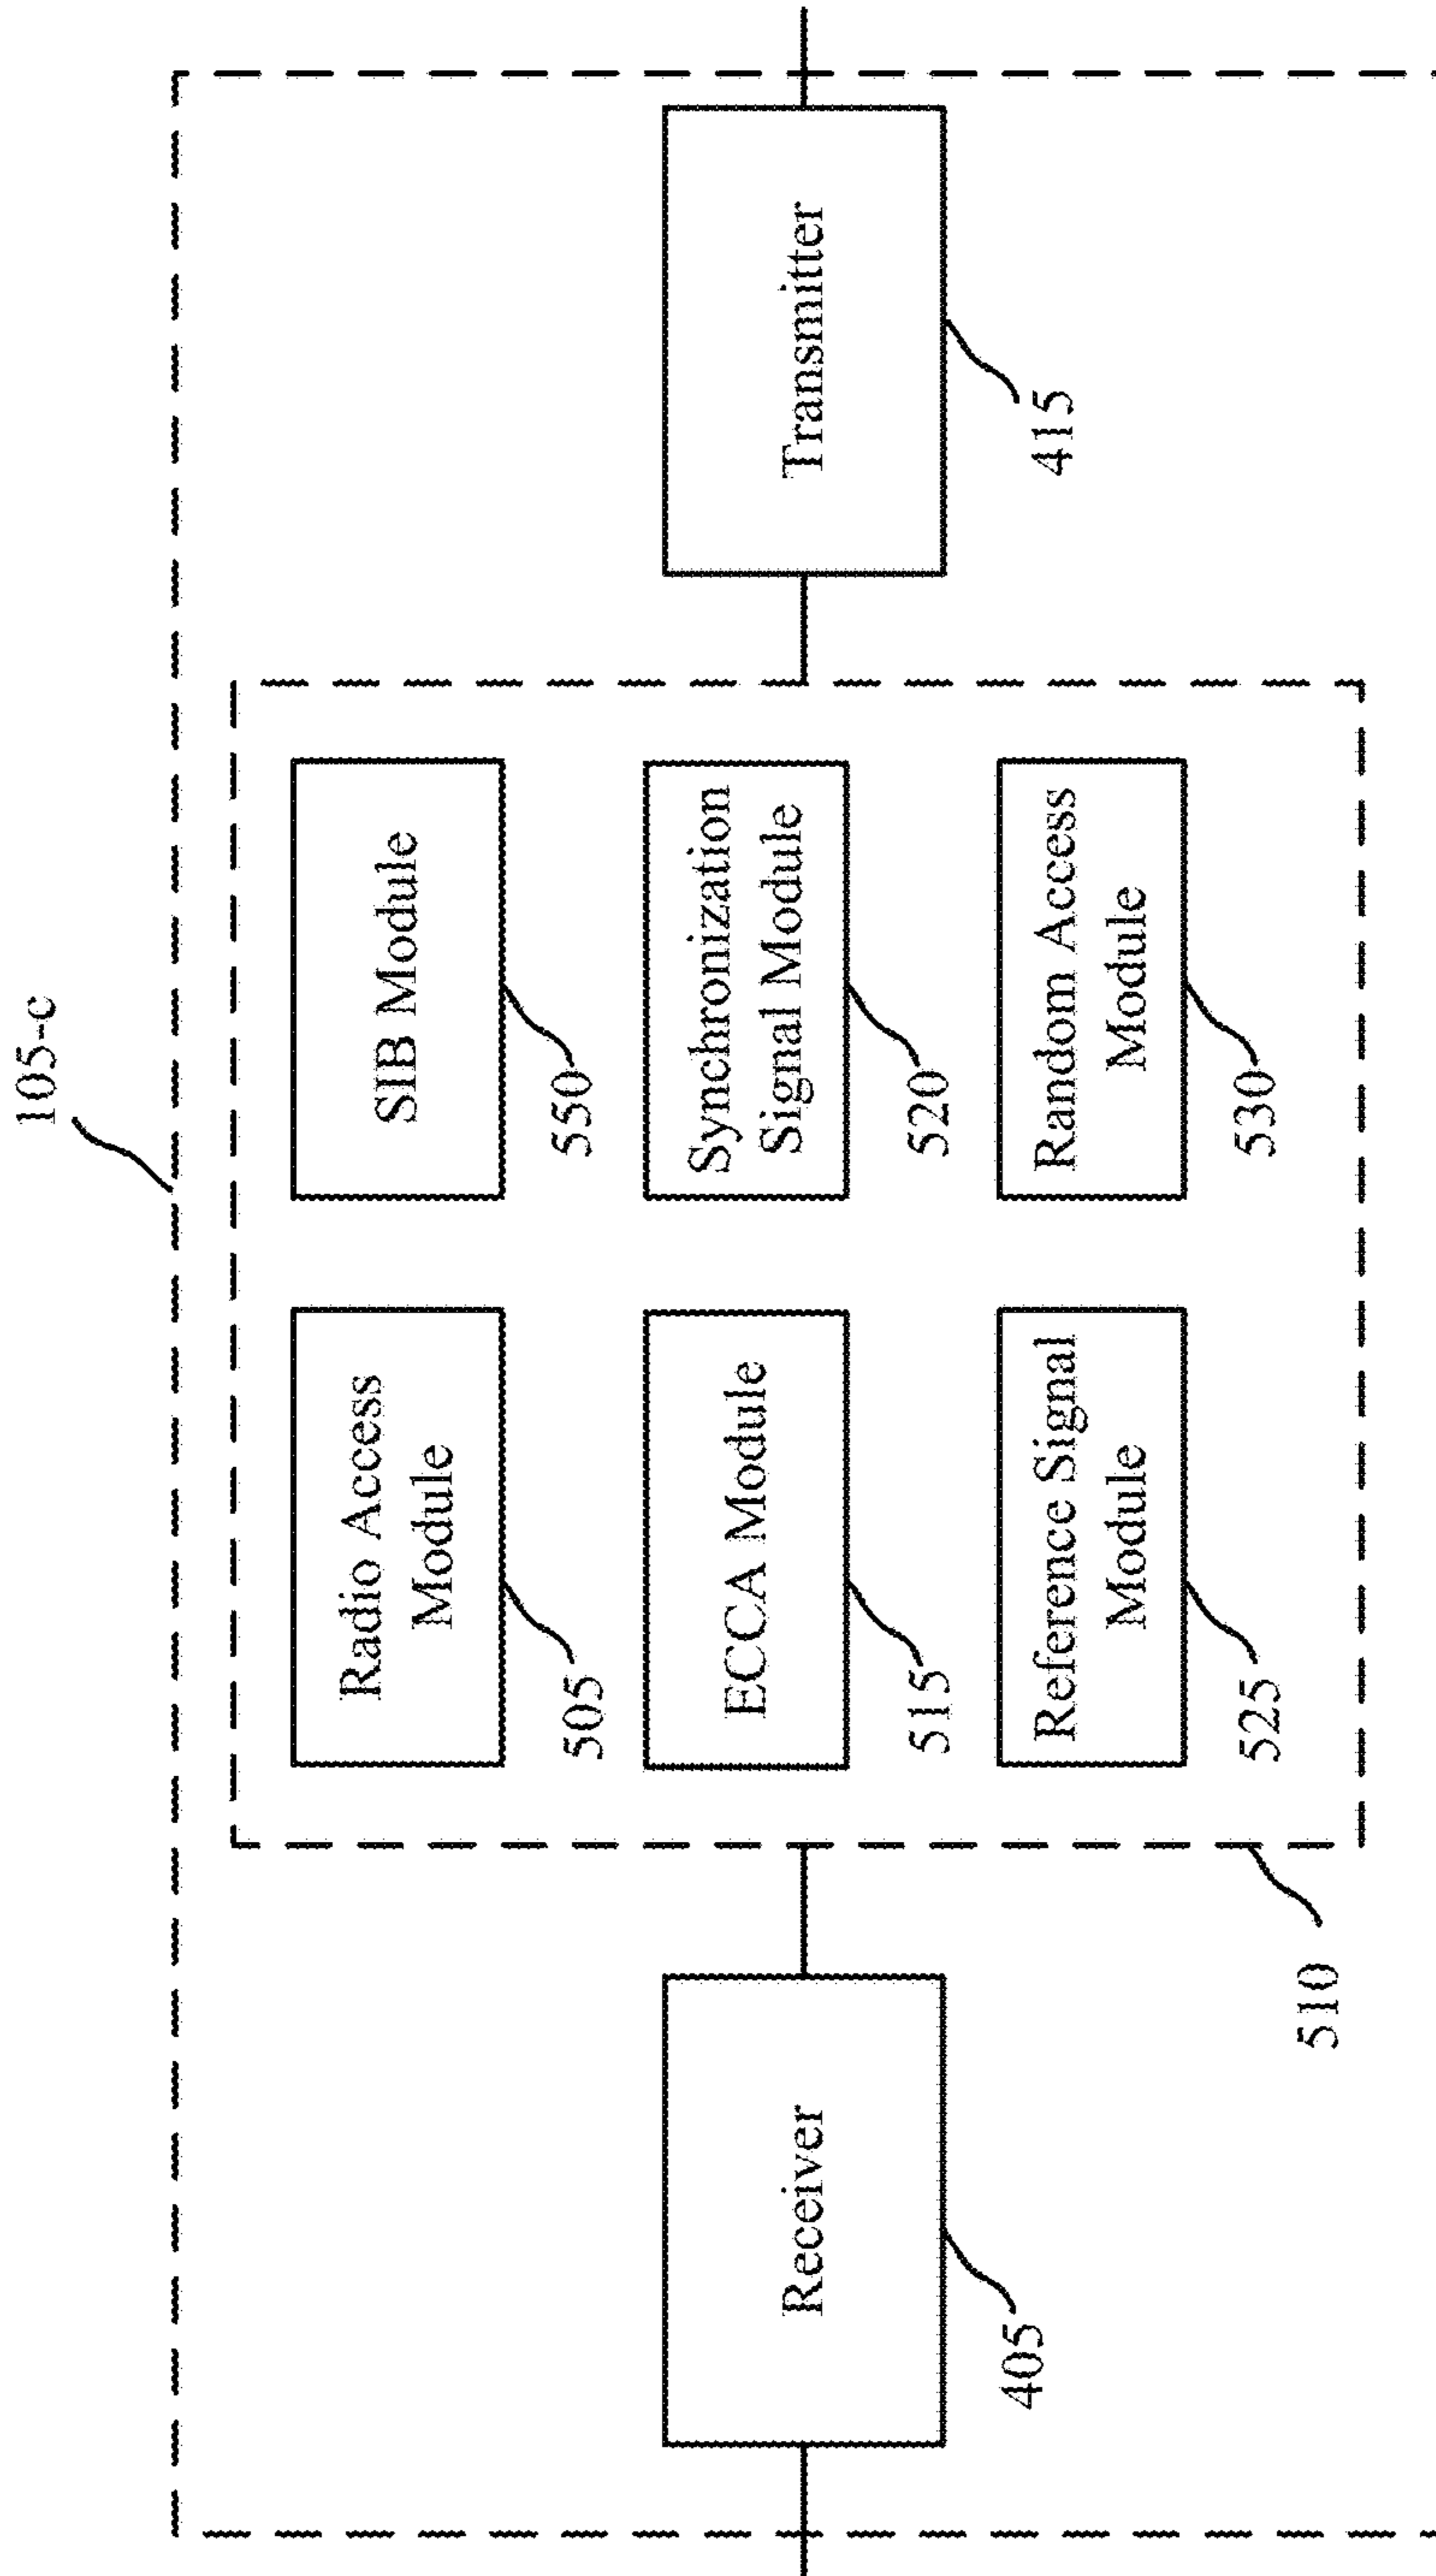 105-c
Receiver
405
Radio Access
Module
505
SIB Module
550
ECCA Module
515
Synchronization
Signal Module
520
Reference Signal
Module
525
Random Access
Module
530
510
Transmitter
415